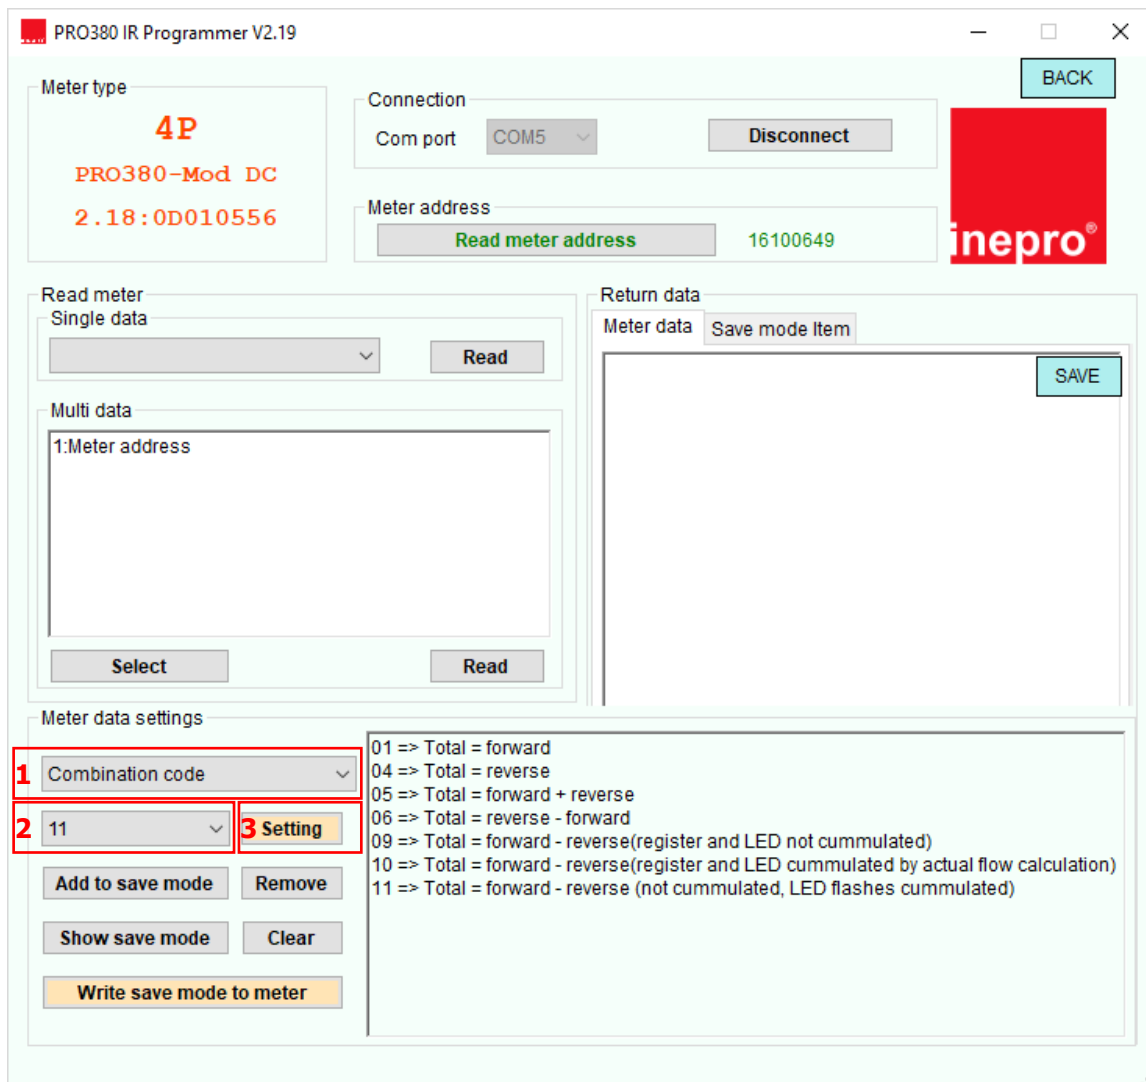 PRO380 IR Programmer V2.19
BACK
Meter type
4P
PRO380-Mod DC
2.18:0D010556
Connection
Com port COM5 Disconnect
Meter address
Read meter address 16100649
inepro®
Read meter
Single data
Read
Multi data
1:Meter address
Select Read
Return data
Meter data Save mode Item
SAVE
Meter data settings
1 Combination code
2 11 3 Setting
Add to save mode Remove
Show save mode Clear
Write save mode to meter
01 => Total = forward
04 => Total = reverse
05 => Total = forward + reverse
06 => Total = reverse - forward
09 => Total = forward - reverse(register and LED not cummulated)
10 => Total = forward - reverse(register and LED cummulated by actual flow calculation)
11 => Total = forward - reverse (not cummulated, LED flashes cummulated)